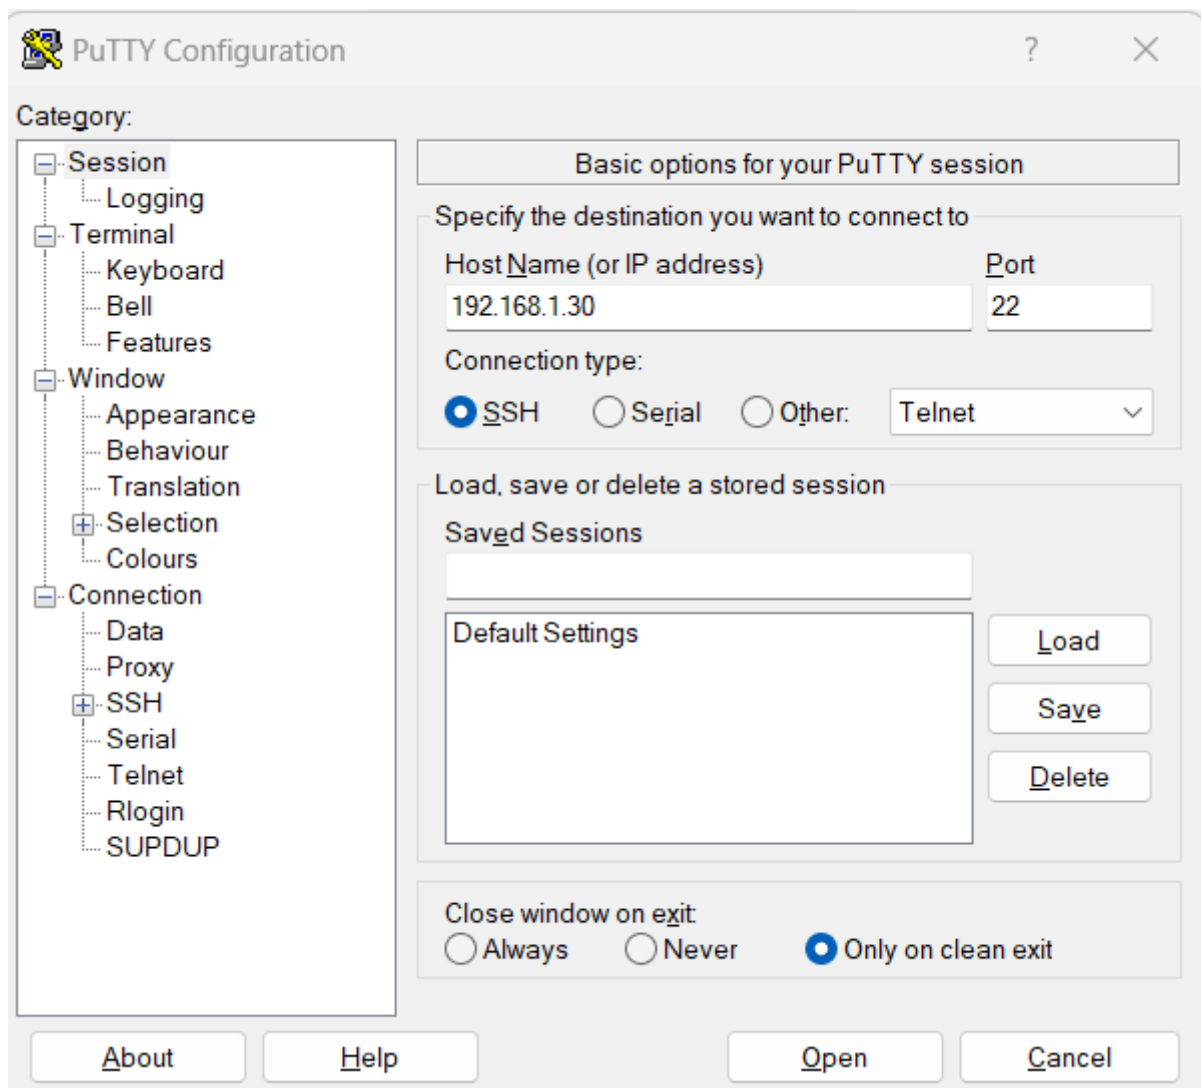 PuTTY Configuration
Category:
Session
Logging
Terminal
Keyboard
Bell
Features
Window
Appearance
Behaviour
Translation
Selection
Colours
Connection
Data
Proxy
SSH
Serial
Telnet
Rlogin
SUPDUP
Basic options for your PuTTY session
Specify the destination you want to connect to
Host Name (or IP address) Port
192.168.1.30 22
Connection type:
SSH Serial Other: Telnet
Load, save or delete a stored session
Saved Sessions
Default Settings
Load
Save
Delete
Close window on exit:
Always Never Only on clean exit
About Help Open Cancel